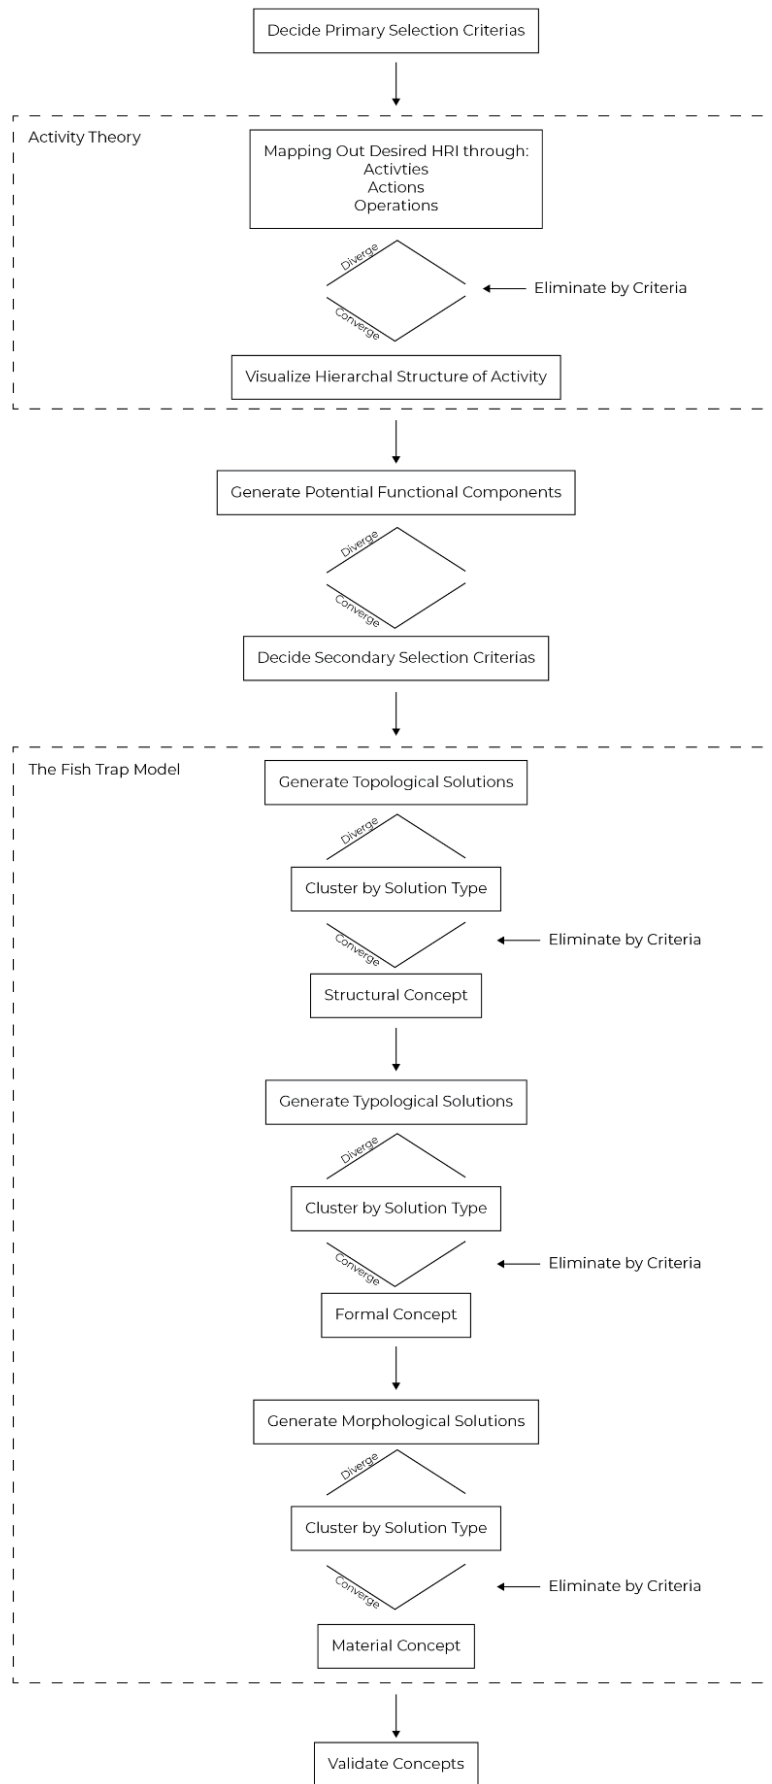 Decide Primary Selection Criterias
Activity Theory
Mapping Out Desired HRI through:
Activties
Actions
Operations
Diverge
Eliminate by Criteria
Converge
Visualize Hierarchal Structure of Activity
Generate Potential Functional Components
Diverge
Converge
Decide Secondary Selection Criterias
The Fish Trap Model
Generate Topological Solutions
Diverge
Cluster by Solution Type
Converge
Eliminate by Criteria
Structural Concept
Generate Typological Solutions
Diverge
Cluster by Solution Type
Converge
Eliminate by Criteria
Formal Concept
Generate Morphological Solutions
Diverge
Cluster by Solution Type
Converge
Eliminate by Criteria
Material Concept
Validate Concepts